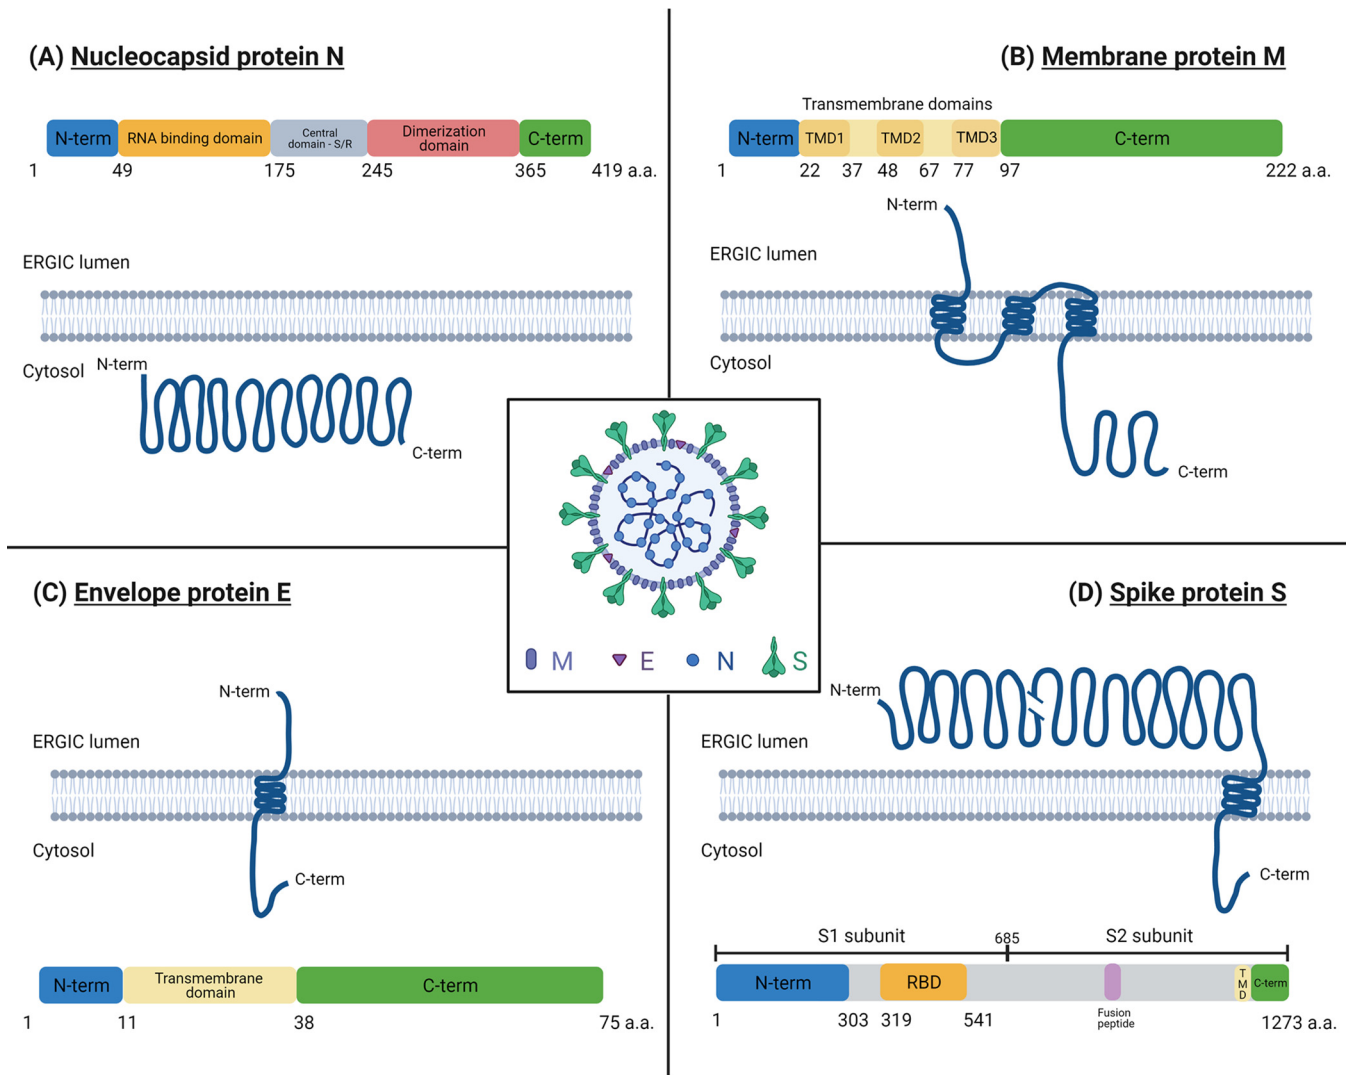 (A) Nucleocapsid protein N
N-term
RNA binding domain
Central
domain - S/R
Dimerization
domain
C-term
1 49 175 245 365 419 a.a.
ERGIC lumen
Cytosol
N-term
C-term
(B) Membrane protein M
Transmembrane domains
N-term
TMD1
TMD2
TMD3
C-term
1 22 37 48 67 77 97 222 a.a.
N-term
ERGIC lumen
Cytosol
C-term
M E N S
(C) Envelope protein E
N-term
ERGIC lumen
Cytosol
C-term
N-term
Transmembrane
domain
C-term
1 11 38 75 a.a.
(D) Spike protein S
N-term
ERGIC lumen
Cytosol
C-term
S1 subunit 685 S2 subunit
N-term
RBD
T
M
D
C-term
1 303 319 541
Fusion
peptide
1273 a.a.